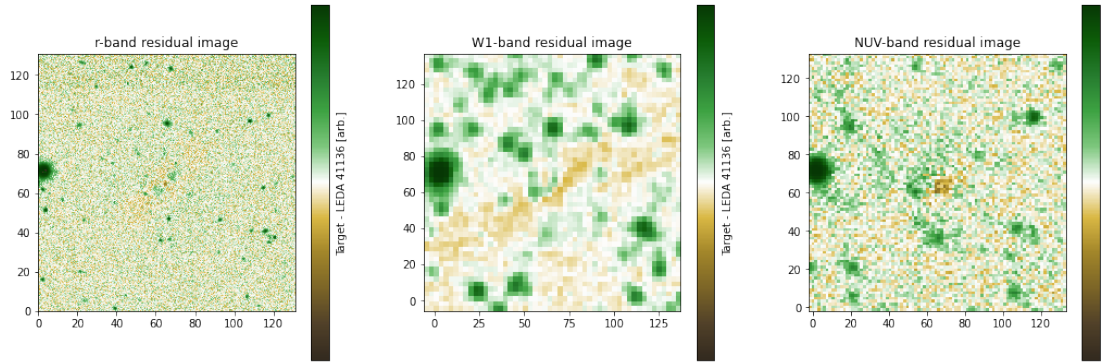 r-band residual image
120
100
80
60
40
20
0
0 20 40 60 80 100 120
Target - LEDA 41136 [arb.]
W1-band residual image
120
100
80
60
40
20
0
0 25 50 75 100 125
Target - LEDA 41136 [arb.]
NUV-band residual image
120
100
80
60
40
20
0
0 20 40 60 80 100 120